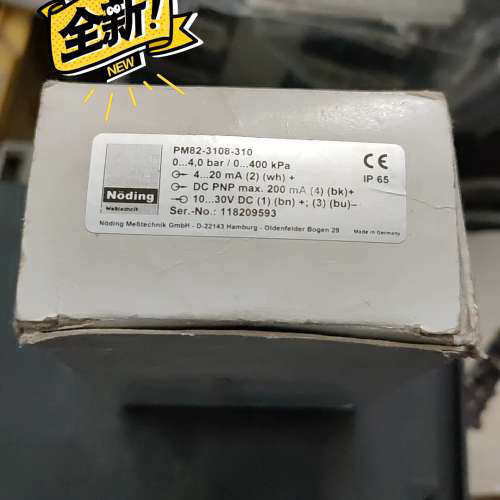 全新!
NEW
PM82-3108-310
0...4,0 bar / 0...400 kPa
4...20 mA (2) (wh) +
DC PNP max. 200 mA (4) (bk)+
10...30V DC (1) (bn) +; (3) (bu)–
Ser.-No.: 118209593
CE
IP 65
Nöding
Meßtechnik
Nöding Meßtechnik GmbH - D-22143 Hamburg - Oldenfelder Bogen 29
Made in Germany